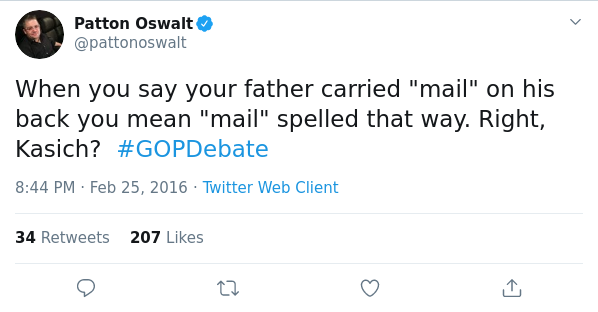 Patton Oswalt
@pattonoswalt
When you say your father carried "mail" on his
back you mean "mail" spelled that way. Right,
Kasich? #GOPDebate
8:44 PM · Feb 25, 2016 · Twitter Web Client
34 Retweets 207 Likes